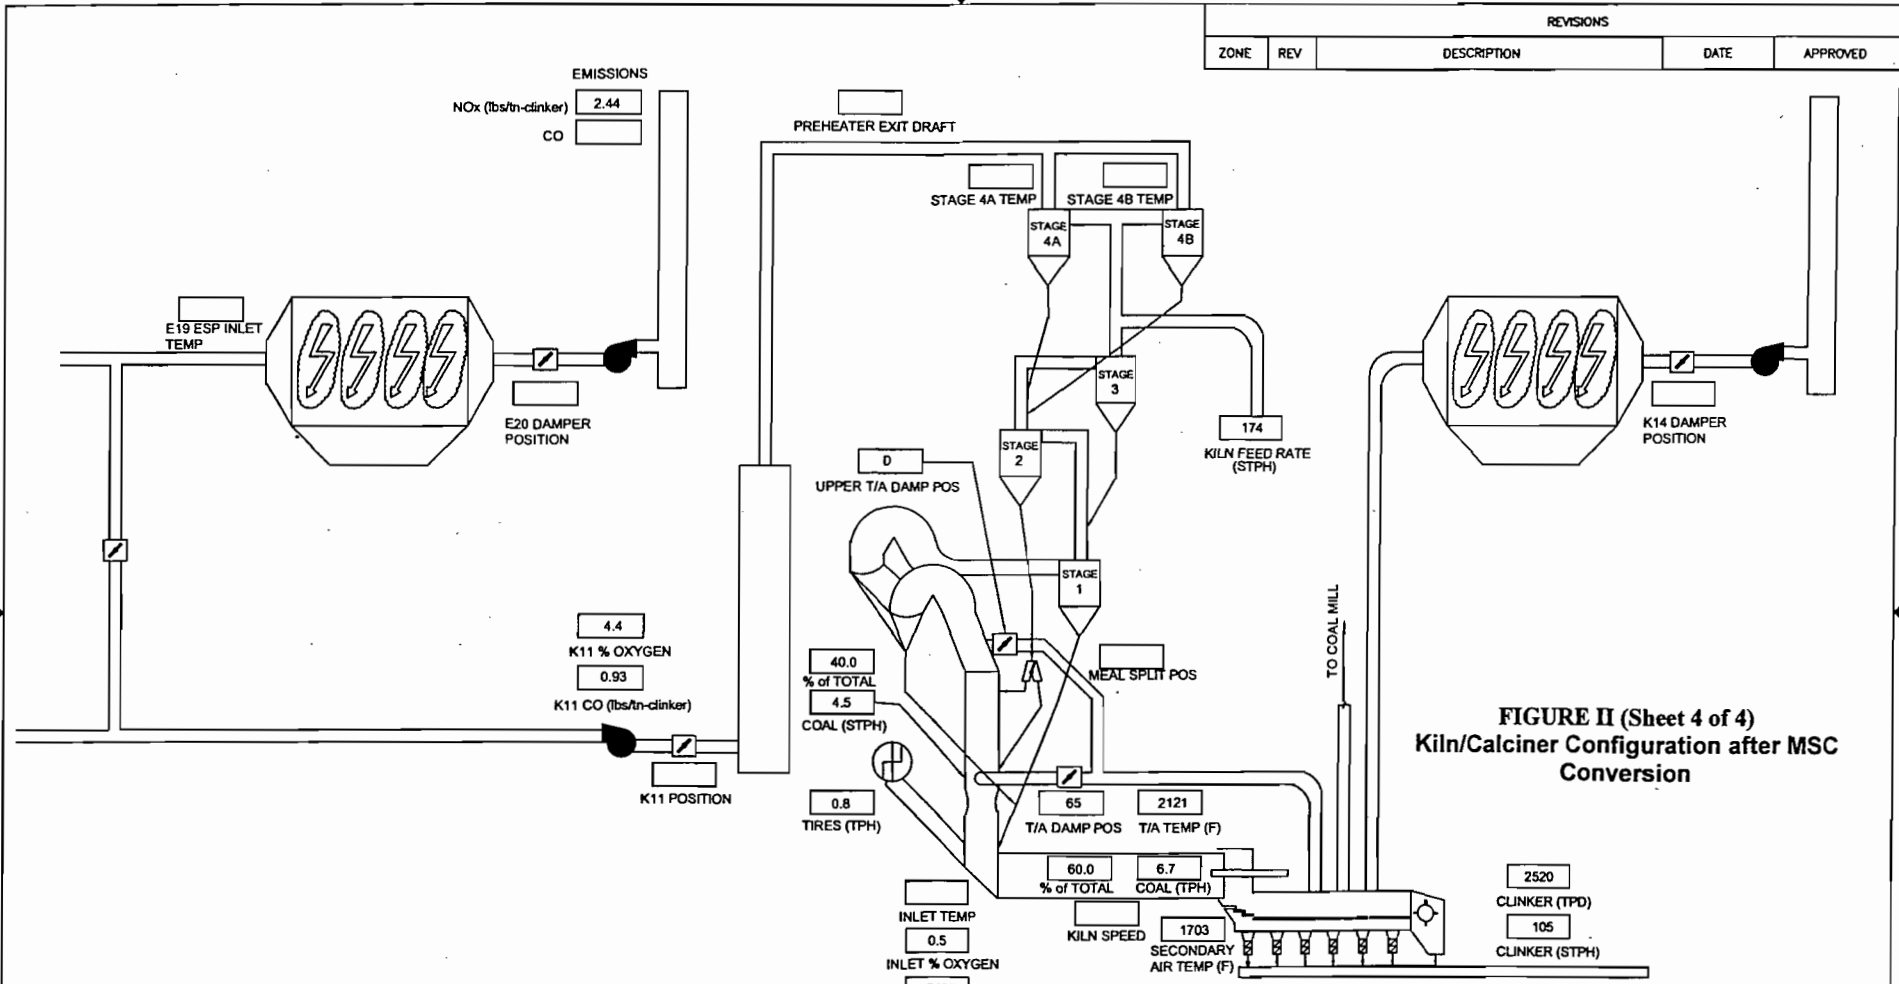 REVISIONS
ZONE REV DESCRIPTION DATE APPROVED
EMISSIONS
NOx (lbs/tn-clinker) 2.44
CO
PREHEATER EXIT DRAFT
STAGE 4A TEMP
STAGE 4B TEMP
STAGE
4A
STAGE
4B
E19 ESP INLET
TEMP
E20 DAMPER
POSITION
STAGE
3
174
KILN FEED RATE
(STPH)
K14 DAMPER
POSITION
STAGE
2
D
UPPER T/A DAMP POS
STAGE
1
TO COAL MILL
4.4
K11 % OXYGEN
0.93
K11 CO (lbs/tn-clinker)
40.0
% of TOTAL
4.5
COAL (STPH)
MEAL SPLIT POS
FIGURE II (Sheet 4 of 4)
Kiln/Calciner Configuration after MSC
Conversion
K11 POSITION
0.8
TIRES (TPH)
65
T/A DAMP POS
2121
T/A TEMP (F)
60.0
% of TOTAL
6.7
COAL (TPH)
2520
CLINKER (TPD)
INLET TEMP
KILN SPEED
1703
SECONDARY
AIR TEMP (F)
105
CLINKER (STPH)
0.5
INLET % OXYGEN